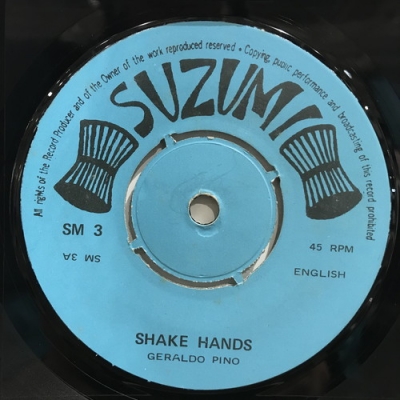 All rights of the Record Producer and of the Owner of the work reproduced reserved • Copying, public performance and broadcasting of this record prohibited
SUZUMI
SM 3
SM 3A
45 RPM
ENGLISH
SHAKE HANDS
GERALDO PINO